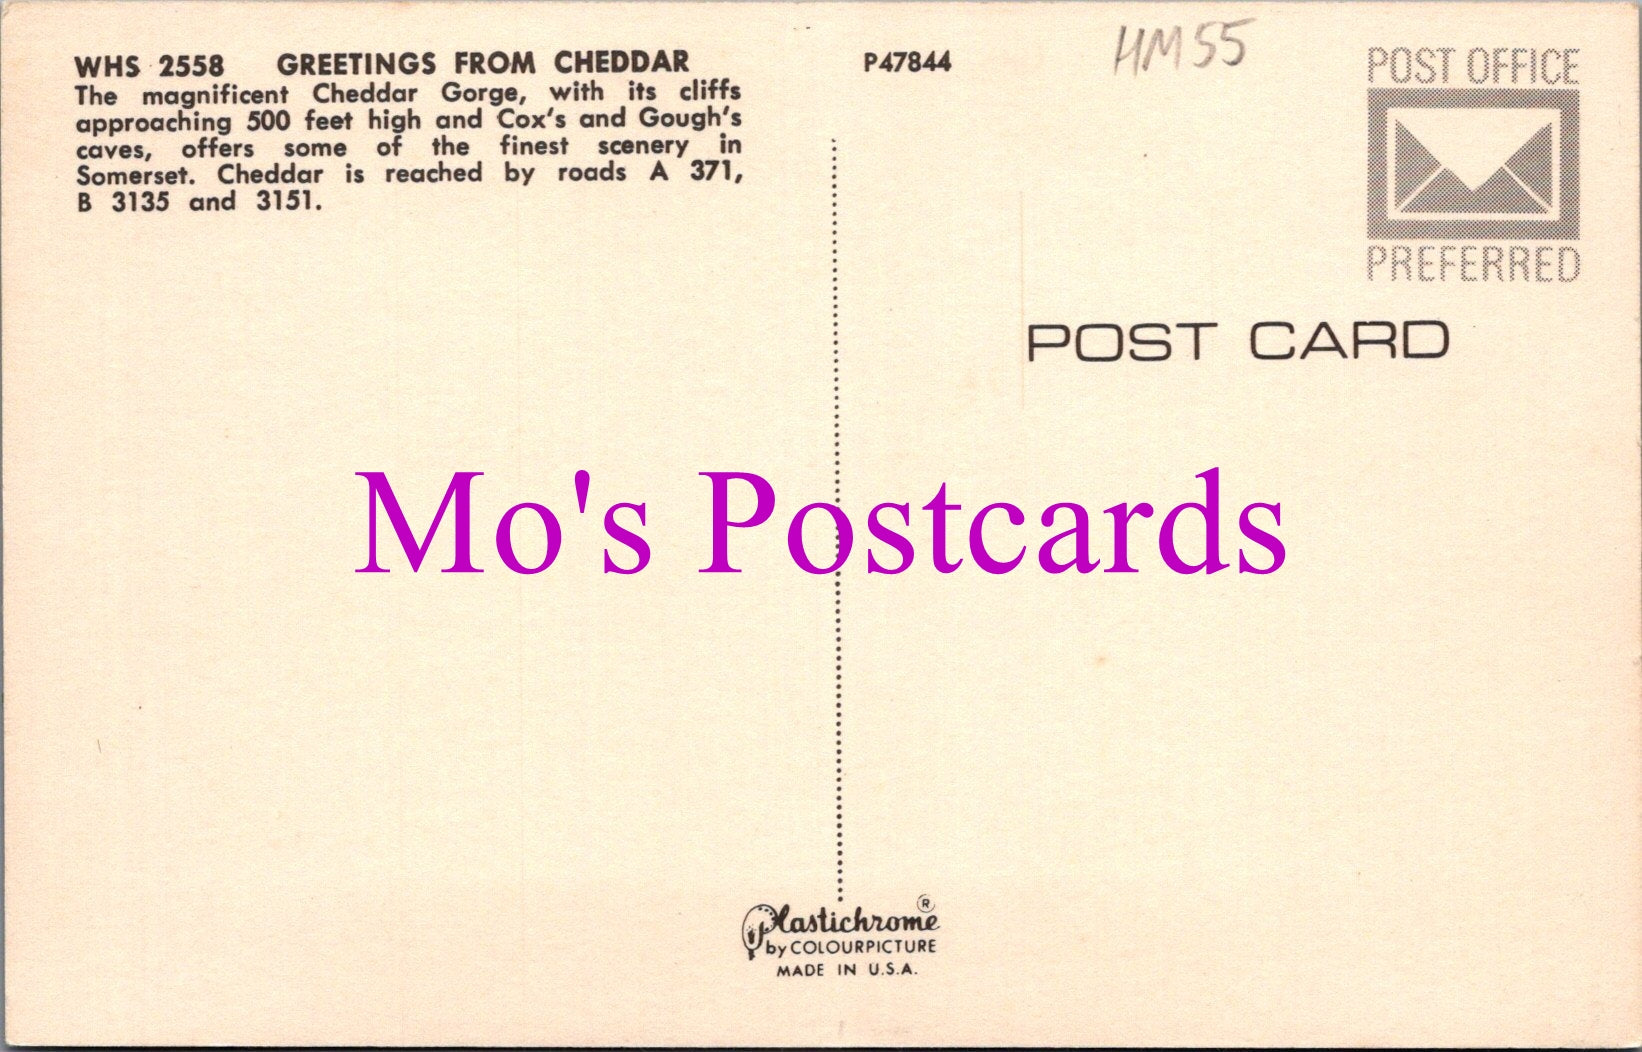 WHS 2558 GREETINGS FROM CHEDDAR
The magnificent Cheddar Gorge, with its cliffs
approaching 500 feet high and Cox's and Gough's
caves, offers some of the finest scenery in
Somerset. Cheddar is reached by roads A 371,
B 3135 and 3151.
P47844
HM55
POST OFFICE
PREFERRED
POST CARD
Mo's Postcards
Plastichrome ®
by COLOURPICTURE
MADE IN U.S.A.